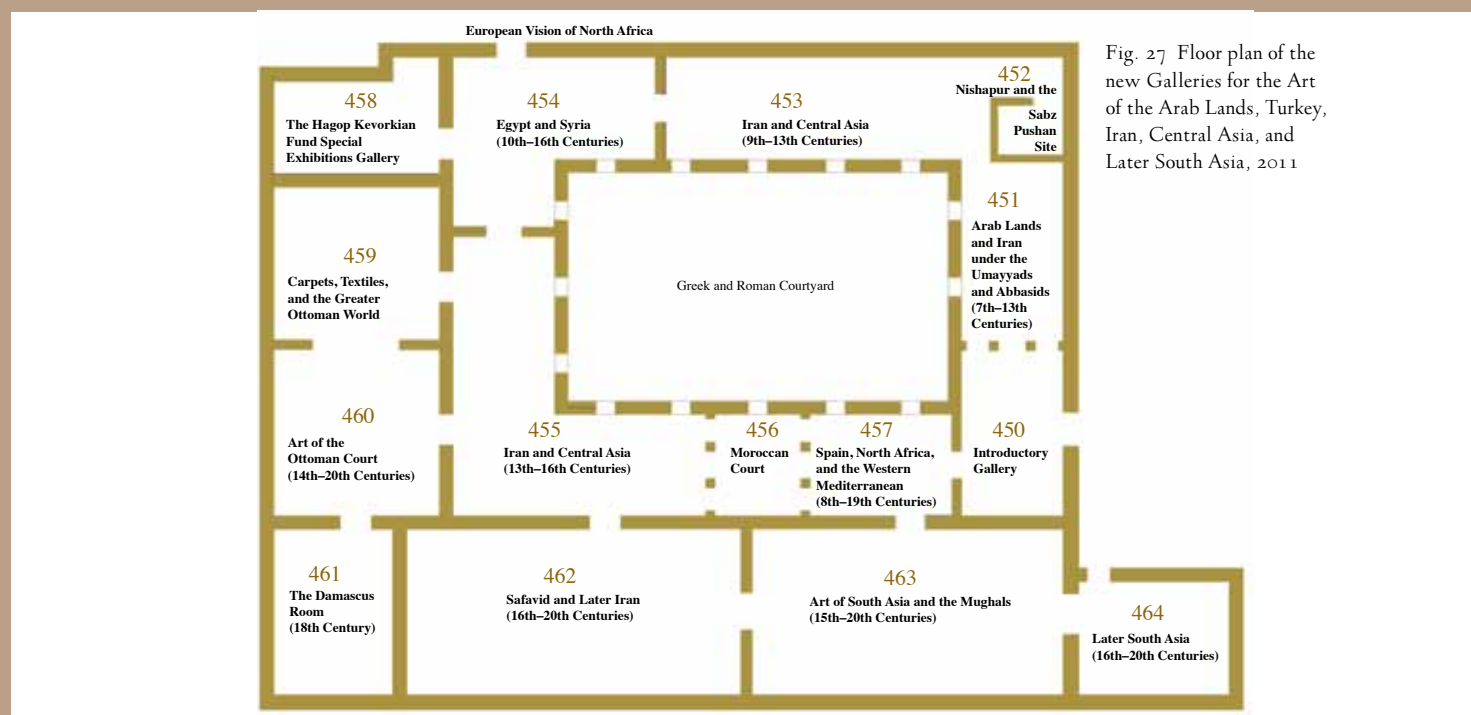 European Vision of North Africa
Fig. 27 Floor plan of the
new Galleries for the Art
of the Arab Lands, Turkey,
Iran, Central Asia, and
Later South Asia, 2011
458
The Hagop Kevorkian
Fund Special
Exhibitions Gallery
454
Egypt and Syria
(10th–16th Centuries)
453
Iran and Central Asia
(9th–13th Centuries)
452
Nishapur and the
Sabz
Pushan
Site
451
Arab Lands
and Iran
under the
Umayyads
and Abbasids
(7th–13th
Centuries)
459
Carpets, Textiles,
and the Greater
Ottoman World
Greek and Roman Courtyard
460
Art of the
Ottoman Court
(14th–20th Centuries)
455
Iran and Central Asia
(13th–16th Centuries)
456
Moroccan
Court
457
Spain, North Africa,
and the Western
Mediterranean
(8th–19th Centuries)
450
Introductory
Gallery
461
The Damascus
Room
(18th Century)
462
Safavid and Later Iran
(16th–20th Centuries)
463
Art of South Asia and the Mughals
(15th–20th Centuries)
464
Later South Asia
(16th–20th Centuries)